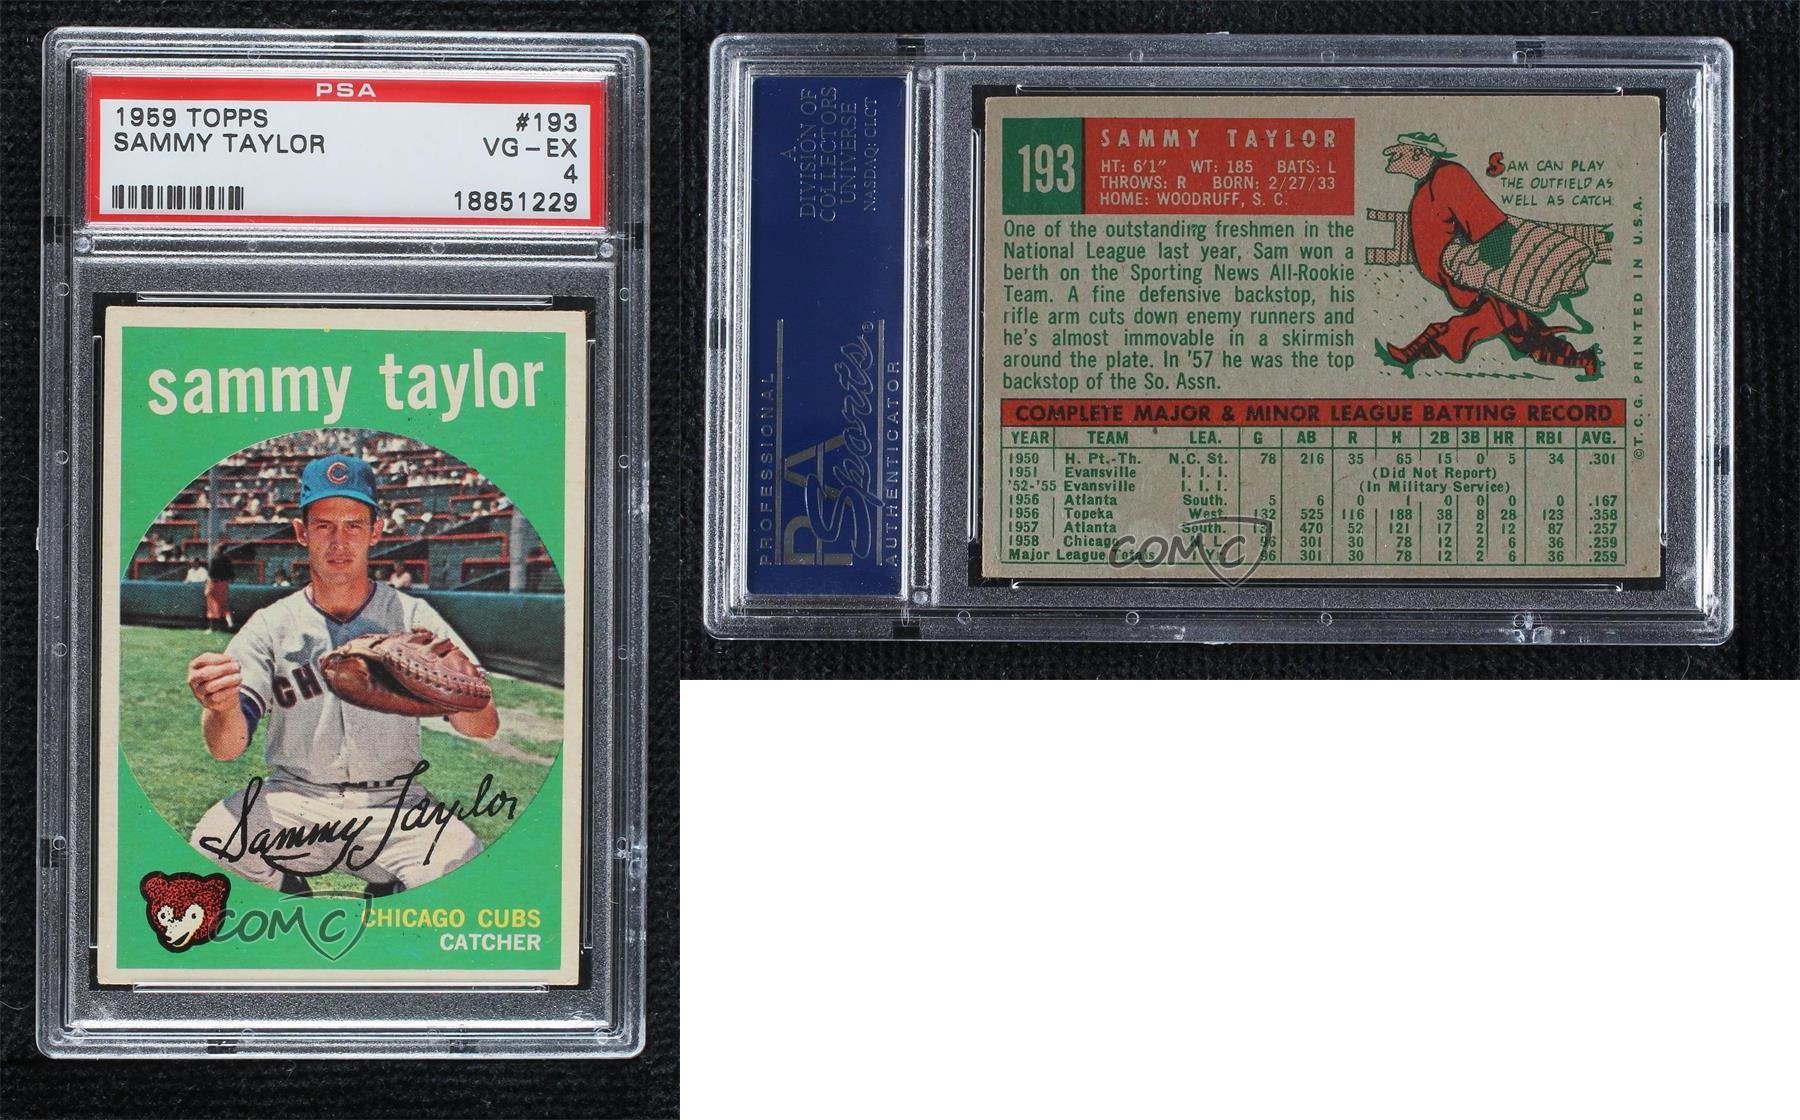 PSA
1959 TOPPS #193
SAMMY TAYLOR VG-EX
4
18851229
sammy taylor
C
CH
Sammy Taylor
CHICAGO CUBS
CATCHER
COMC
A
DIVISION OF
COLLECTORS
UNIVERSE
NASDAQ: CLCT
PROFESSIONAL
PSA
Sports®
AUTHENTICATOR
193
SAMMY TAYLOR
HT: 6'1" WT: 185 BATS: L
THROWS: R BORN: 2/27/33
HOME: WOODRUFF, S. C.
One of the outstanding freshmen in the
National League last year, Sam won a
berth on the Sporting News All-Rookie
Team. A fine defensive backstop, his
rifle arm cuts down enemy runners and
he's almost immovable in a skirmish
around the plate. In '57 he was the top
backstop of the So. Assn.
SAM CAN PLAY
THE OUTFIELD AS
WELL AS CATCH.
COMPLETE MAJOR & MINOR LEAGUE BATTING RECORD
YEAR TEAM LEA. G AB R H 2B 3B HR RBI AVG.
1950 H. Pt.-Th. N.C. St. 78 216 35 65 15 0 5 34 .301
1951 Evansville I. I. I. (Did Not Report)
'52-'55 Evansville I. I. I. (In Military Service)
1956 Atlanta South. 5 6 0 1 0 0 0 0 .167
1956 Topeka West. 132 525 116 188 38 8 28 123 .358
1957 Atlanta South. 470 52 121 17 2 12 87 .257
1958 Chicago N. L. 96 301 30 78 12 2 6 36 .259
Major League Totals 96 301 30 78 12 2 6 36 .259
©T. C. G. PRINTED IN U.S.A.
COMC